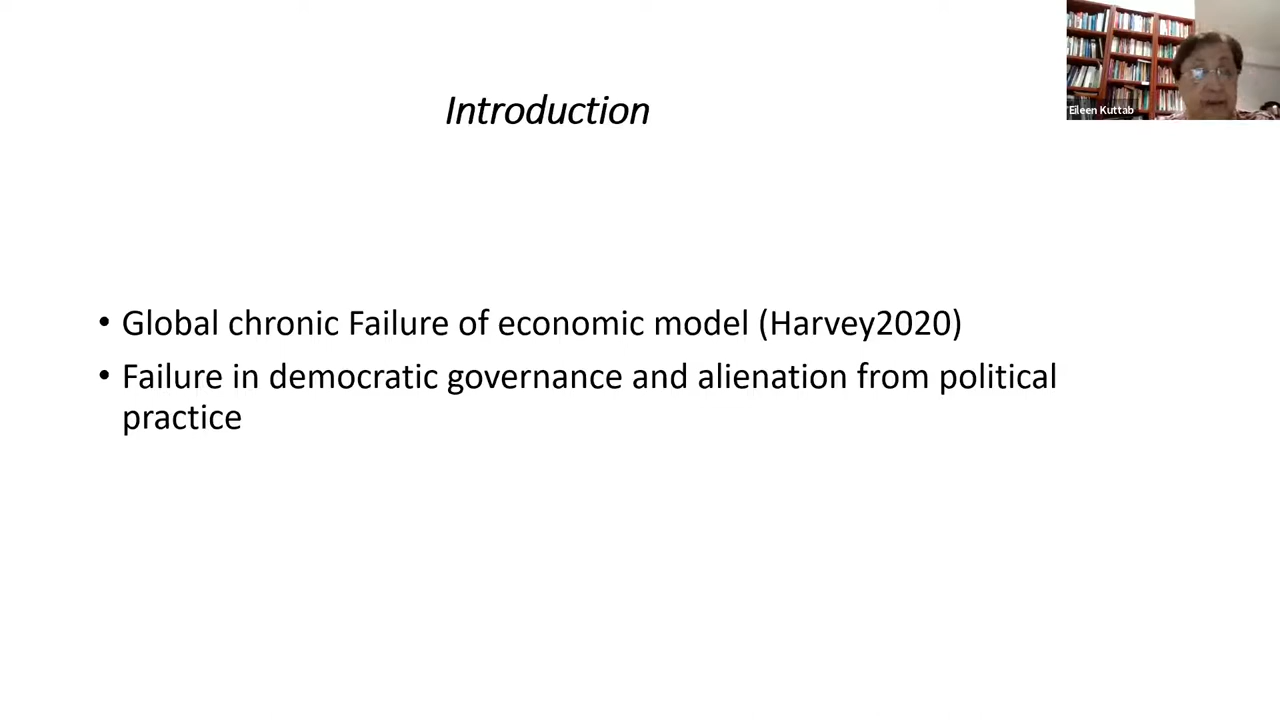 Eileen Kuttab
Introduction
• Global chronic Failure of economic model (Harvey2020)
• Failure in democratic governance and alienation from political
practice